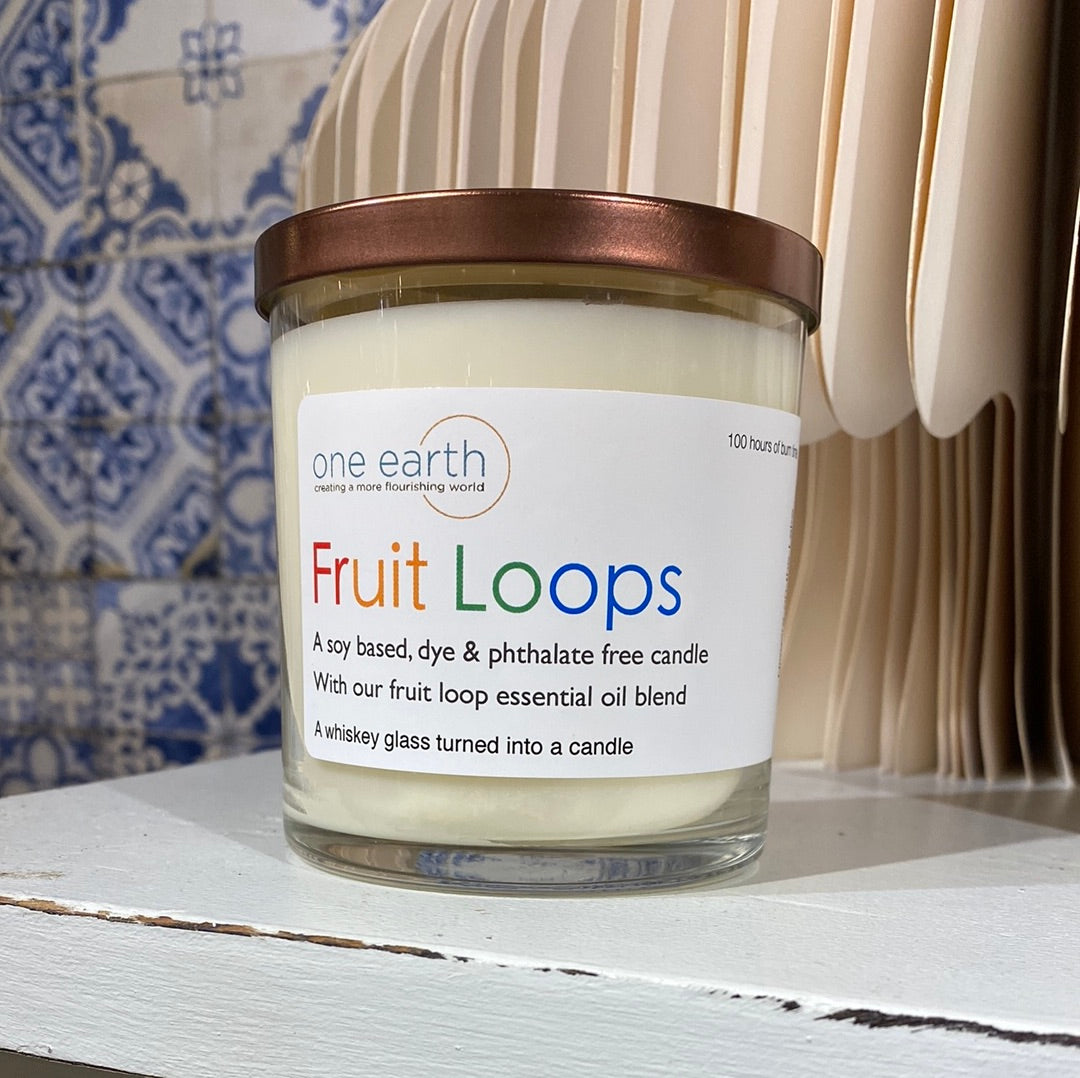 one earth
creating a more flourishing world
100 hours of burn time
Fruit Loops
A soy based, dye & phthalate free candle
With our fruit loop essential oil blend
A whiskey glass turned into a candle